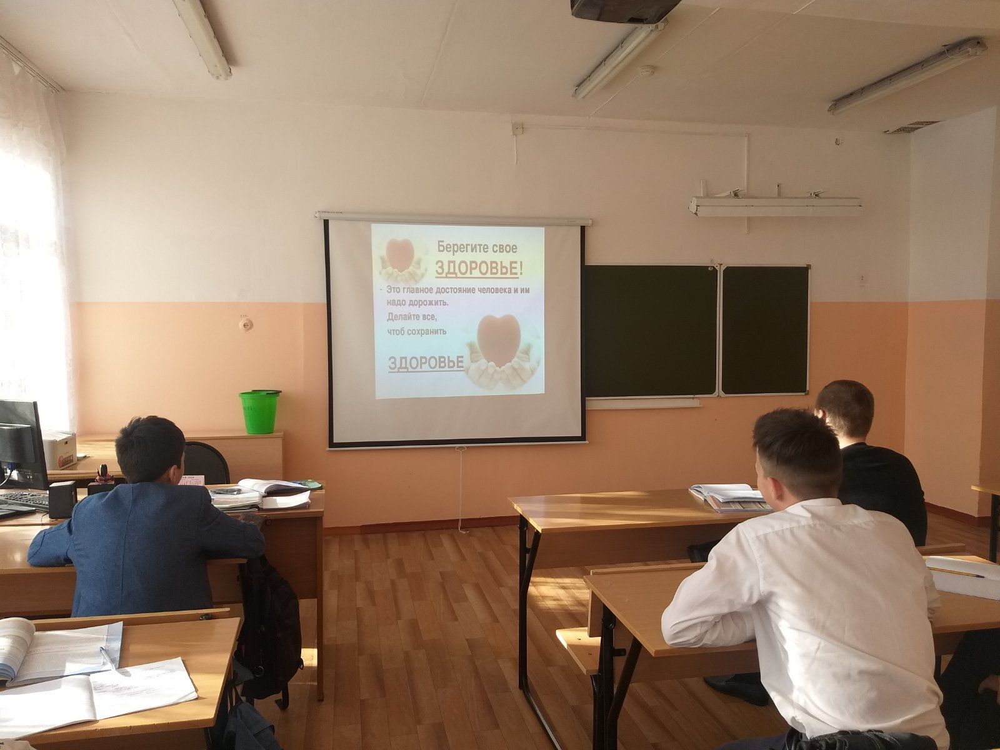 Берегите свое
ЗДОРОВЬЕ!
- Это главное достояние человека и им
надо дорожить.
Делайте все,
чтоб сохранить
ЗДОРОВЬЕ